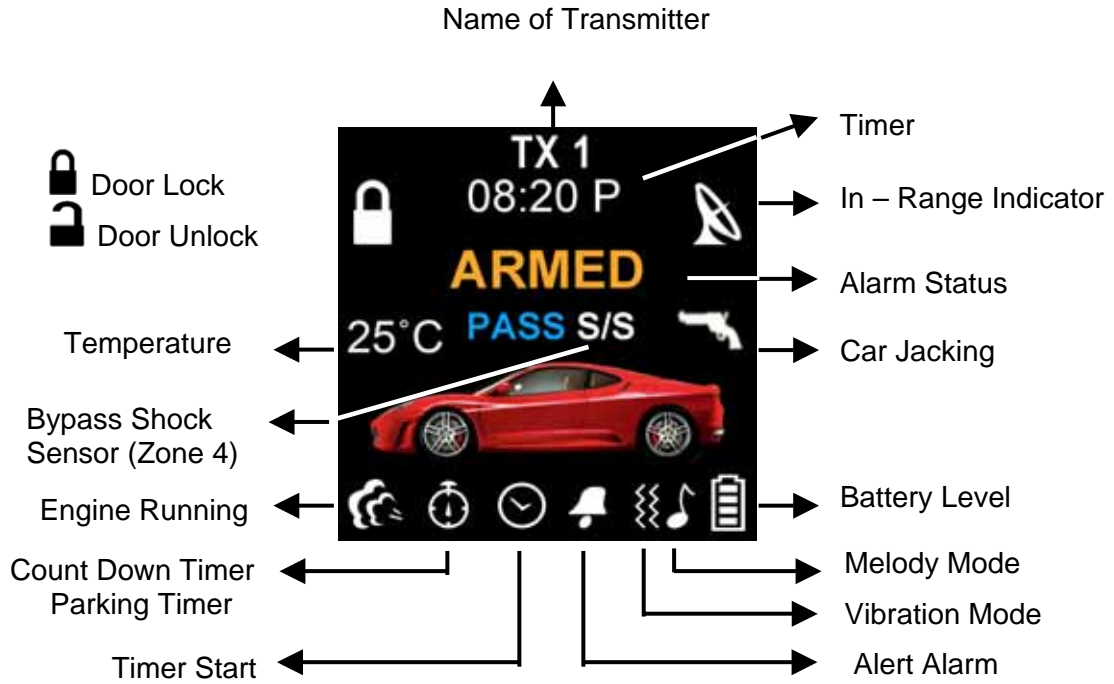 Name of Transmitter
Timer
TX 1
08:20 P
Door Lock
Door Unlock
In – Range Indicator
ARMED
Alarm Status
25°C PASS S/S
Temperature
Car Jacking
Bypass Shock
Sensor (Zone 4)
Engine Running
Battery Level
Count Down Timer
Parking Timer
Melody Mode
Vibration Mode
Timer Start
Alert Alarm